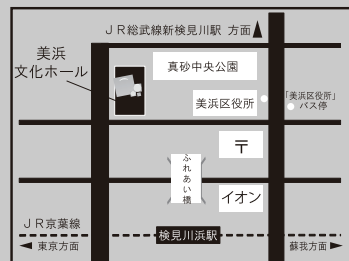 JR総武線新検見川駅 方面
美浜
文化ホール
真砂中央公園
美浜区役所
「美浜区役所」
バス停
〒
ふれあい橋
イオン
JR京葉線
検見川浜駅
東京方面
蘇我方面